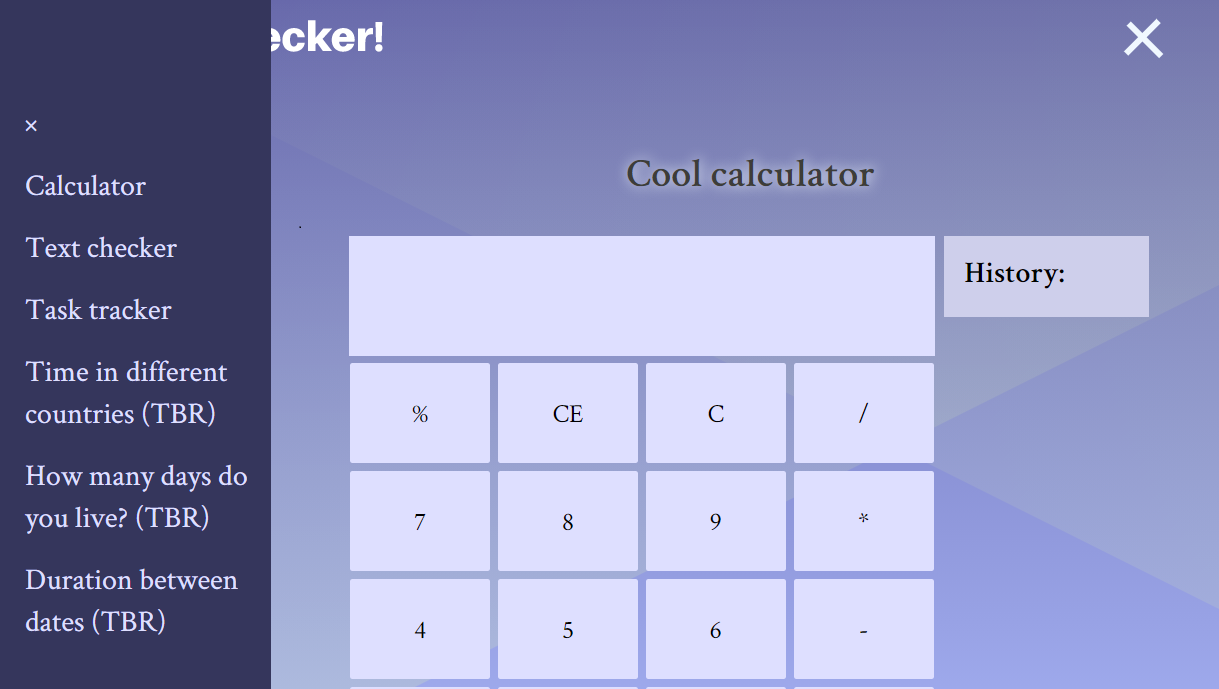 ecker!
×
Calculator
Text checker
Task tracker
Time in different
countries (TBR)
How many days do
you live? (TBR)
Duration between
dates (TBR)
Cool calculator
.
History:
% CE C /
7 8 9 *
4 5 6 -